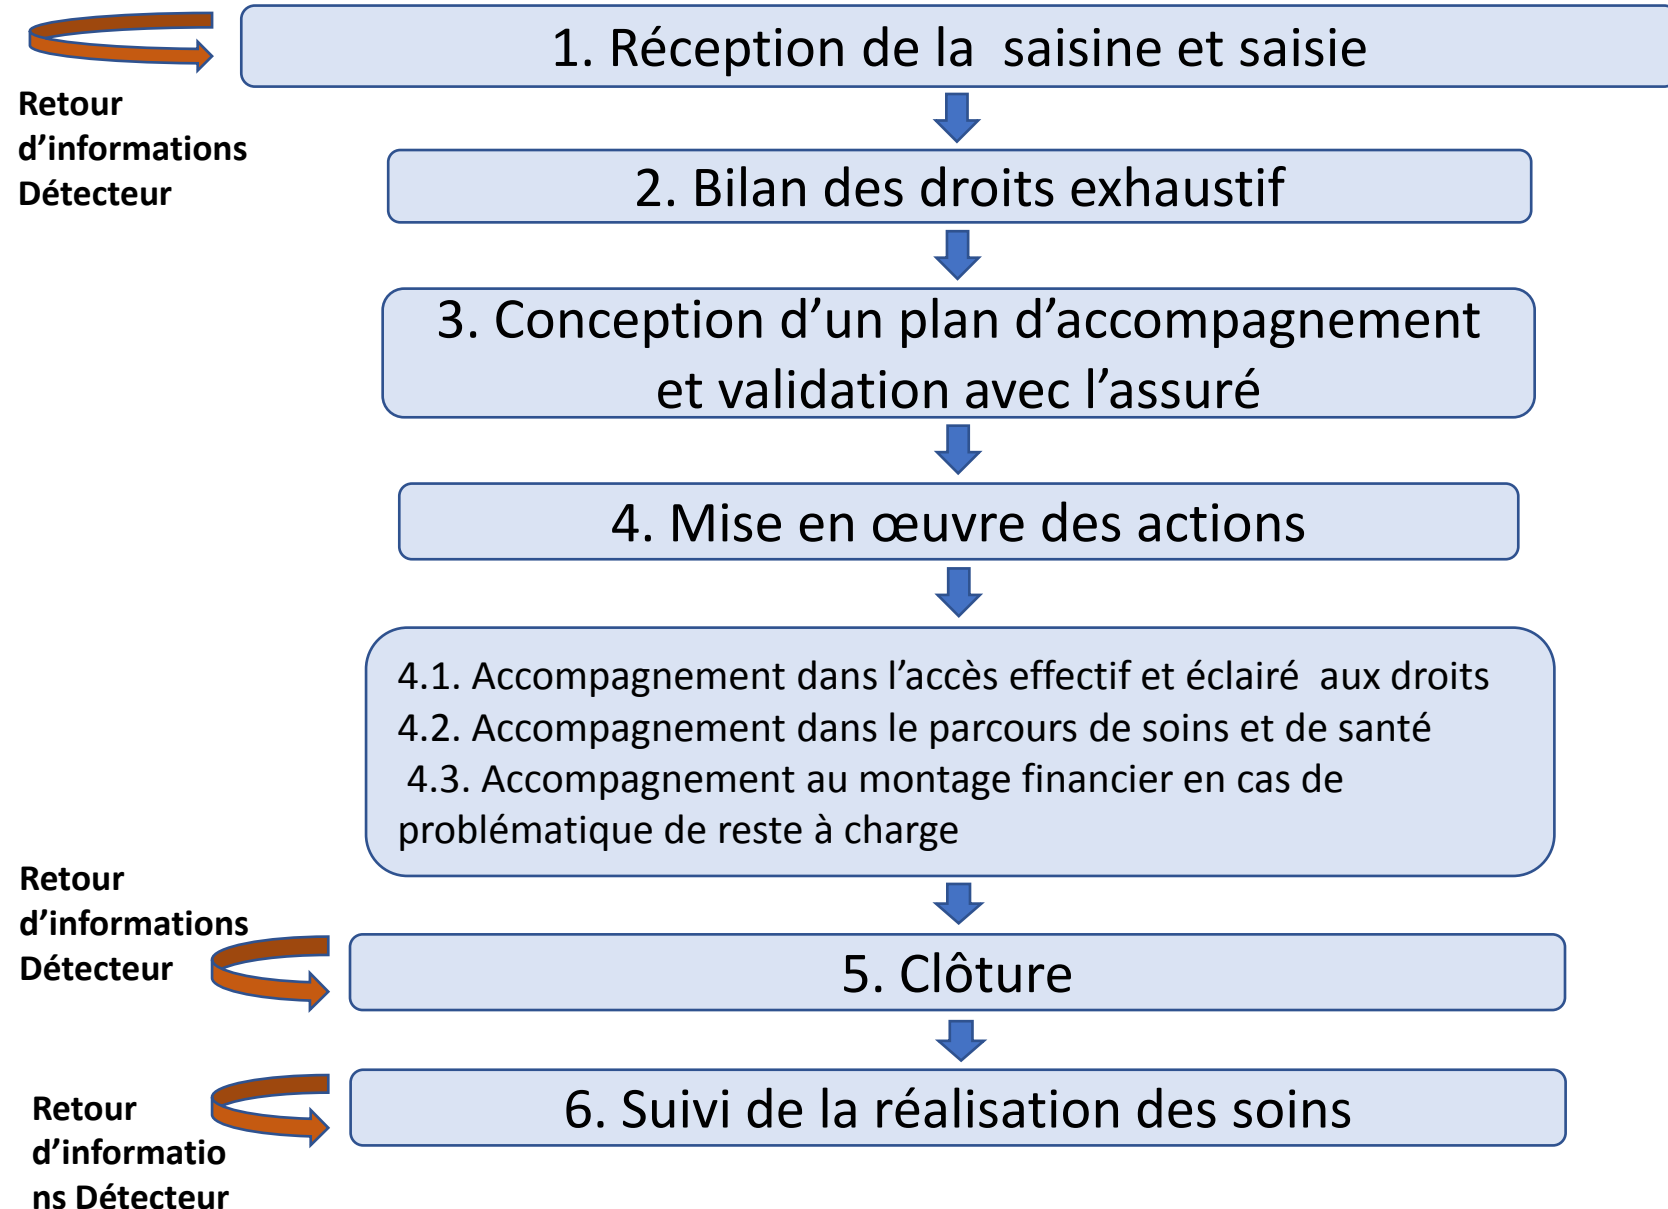 1. Réception de la  saisine et saisie
Retour
d’informations
Détecteur
2. Bilan des droits exhaustif
3. Conception d’un plan d’accompagnement
et validation avec l’assuré
4. Mise en œuvre des actions
4.1. Accompagnement dans l’accès effectif et éclairé  aux droits
4.2. Accompagnement dans le parcours de soins et de santé
4.3. Accompagnement au montage financier en cas de
problématique de reste à charge
Retour
d’informations
Détecteur
5. Clôture
6. Suivi de la réalisation des soins
Retour
d’informatio
ns Détecteur